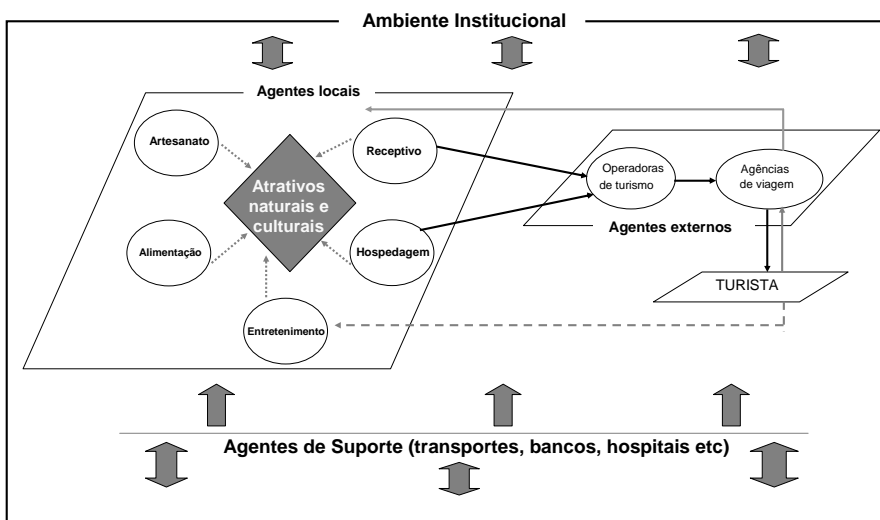 Ambiente Institucional
Agentes locais
Artesanato
Receptivo
Atrativos
naturais e
culturais
Alimentação
Hospedagem
Entretenimento
Operadoras
de turismo
Agências
de viagem
Agentes externos
TURISTA
Agentes de Suporte (transportes, bancos, hospitais etc)